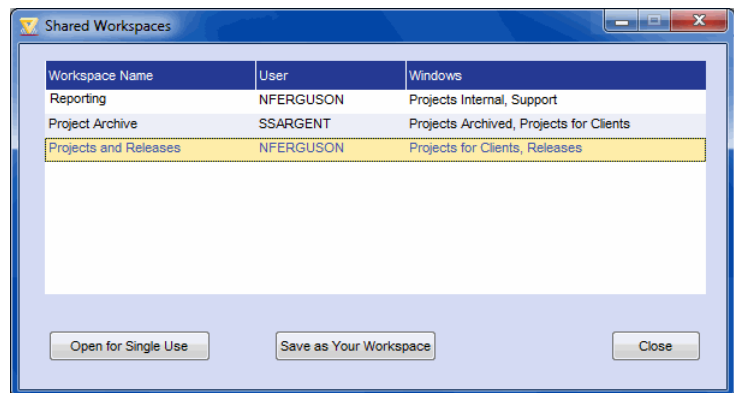 Shared Workspaces
Workspace Name User Windows
Reporting NFERGUSON Projects Internal, Support
Project Archive SSARGENT Projects Archived, Projects for Clients
Projects and Releases NFERGUSON Projects for Clients, Releases
Open for Single Use Save as Your Workspace Close